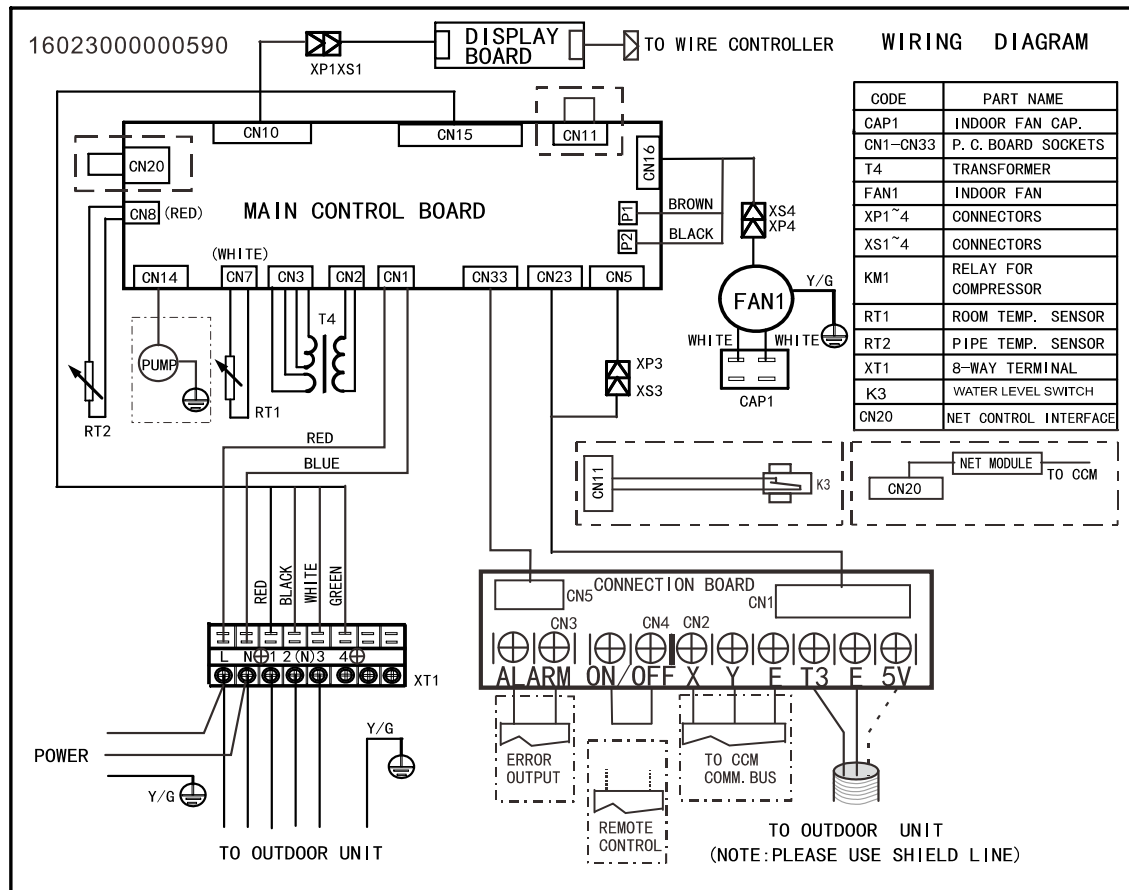 16023000000590
XP1XS1
DISPLAY
BOARD
TO WIRE CONTROLLER
WIRING DIAGRAM
CODE PART NAME
CAP1 INDOOR FAN CAP.
CN1-CN33 P.C.BOARD SOCKETS
T4 TRANSFORMER
FAN1 INDOOR FAN
XP1~4 CONNECTORS
XS1~4 CONNECTORS
KM1 RELAY FOR
COMPRESSOR
RT1 ROOM TEMP. SENSOR
RT2 PIPE TEMP. SENSOR
XT1 8-WAY TERMINAL
K3 WATER LEVEL SWITCH
CN20 NET CONTROL INTERFACE
CN10
CN15
CN11
CN20
CN16
CN8 (RED)
MAIN CONTROL BOARD
P1
BROWN
P2
BLACK
XS4
XP4
(WHITE)
CN14
CN7
CN3
CN2
CN1
CN33
CN23
CN5
FAN1
Y/G
WHITE
WHITE
CAP1
T4
PUMP
RT1
RT2
XP3
XS3
RED
BLUE
CN11
K3
CN20
NET MODULE
TO CCM
RED
BLACK
WHITE
GREEN
L N 1 2(N)3 4
XT1
CONNECTION BOARD
CN5
CN1
CN3
CN4
CN2
ALARM ON/OFF X Y E T3 E 5V
POWER
Y/G
Y/G
TO OUTDOOR UNIT
ERROR
OUTPUT
REMOTE
CONTROL
TO CCM
COMM.BUS
TO OUTDOOR UNIT
(NOTE:PLEASE USE SHIELD LINE)